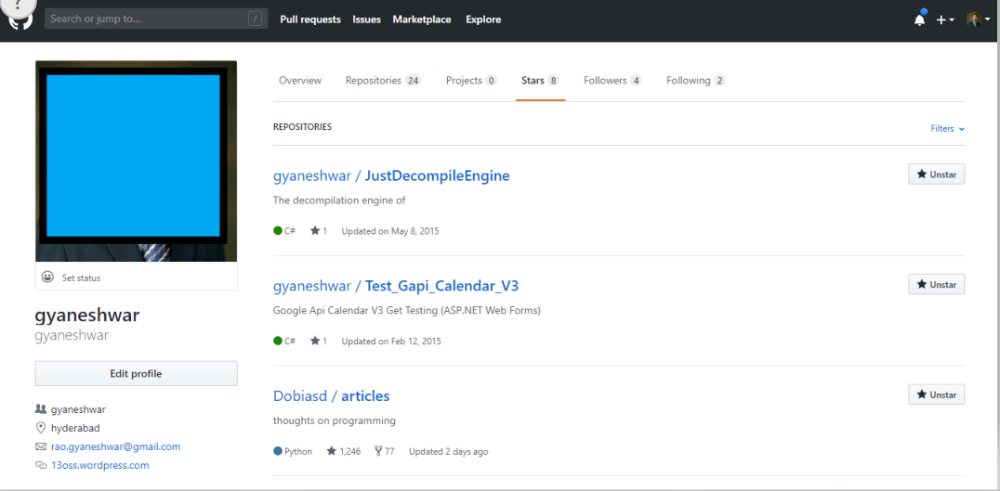 ?
Search or jump to... /
Pull requests Issues Marketplace Explore
Overview Repositories 24 Projects 0 Stars 8 Followers 4 Following 2
REPOSITORIES
Filters
gyaneshwar / JustDecompileEngine
Unstar
The decompilation engine of
C# 1 Updated on May 8, 2015
gyaneshwar / Test_Gapi_Calendar_V3
Unstar
Google Api Calendar V3 Get Testing (ASP.NET Web Forms)
C# 1 Updated on Feb 12, 2015
Dobiasd / articles
Unstar
thoughts on programming
Python 1,246 77 Updated 2 days ago
Set status
gyaneshwar
gyaneshwar
Edit profile
gyaneshwar
hyderabad
rao.gyaneshwar@gmail.com
13oss.wordpress.com